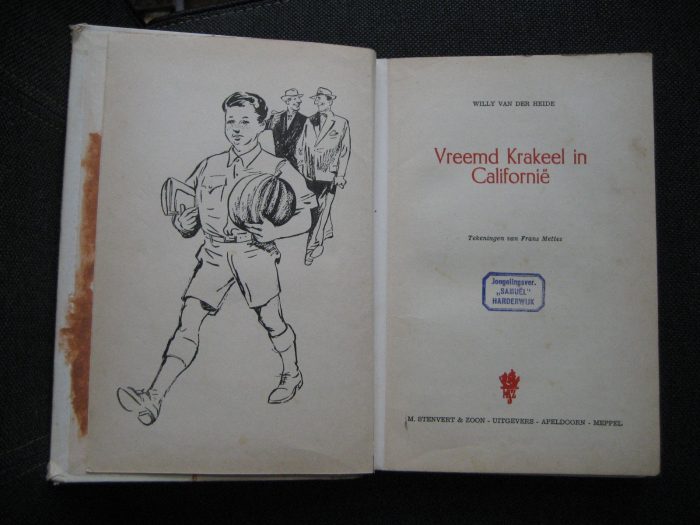 WILLY VAN DER HEIDE
Vreemd Krakeel in
Californië
Tekeningen van Frans Mettes
Jongelingsver.
„SAMUËL"
HARDERWIJK
M. STENVERT & ZOON - UITGEVERS - APELDOORN - MEPPEL